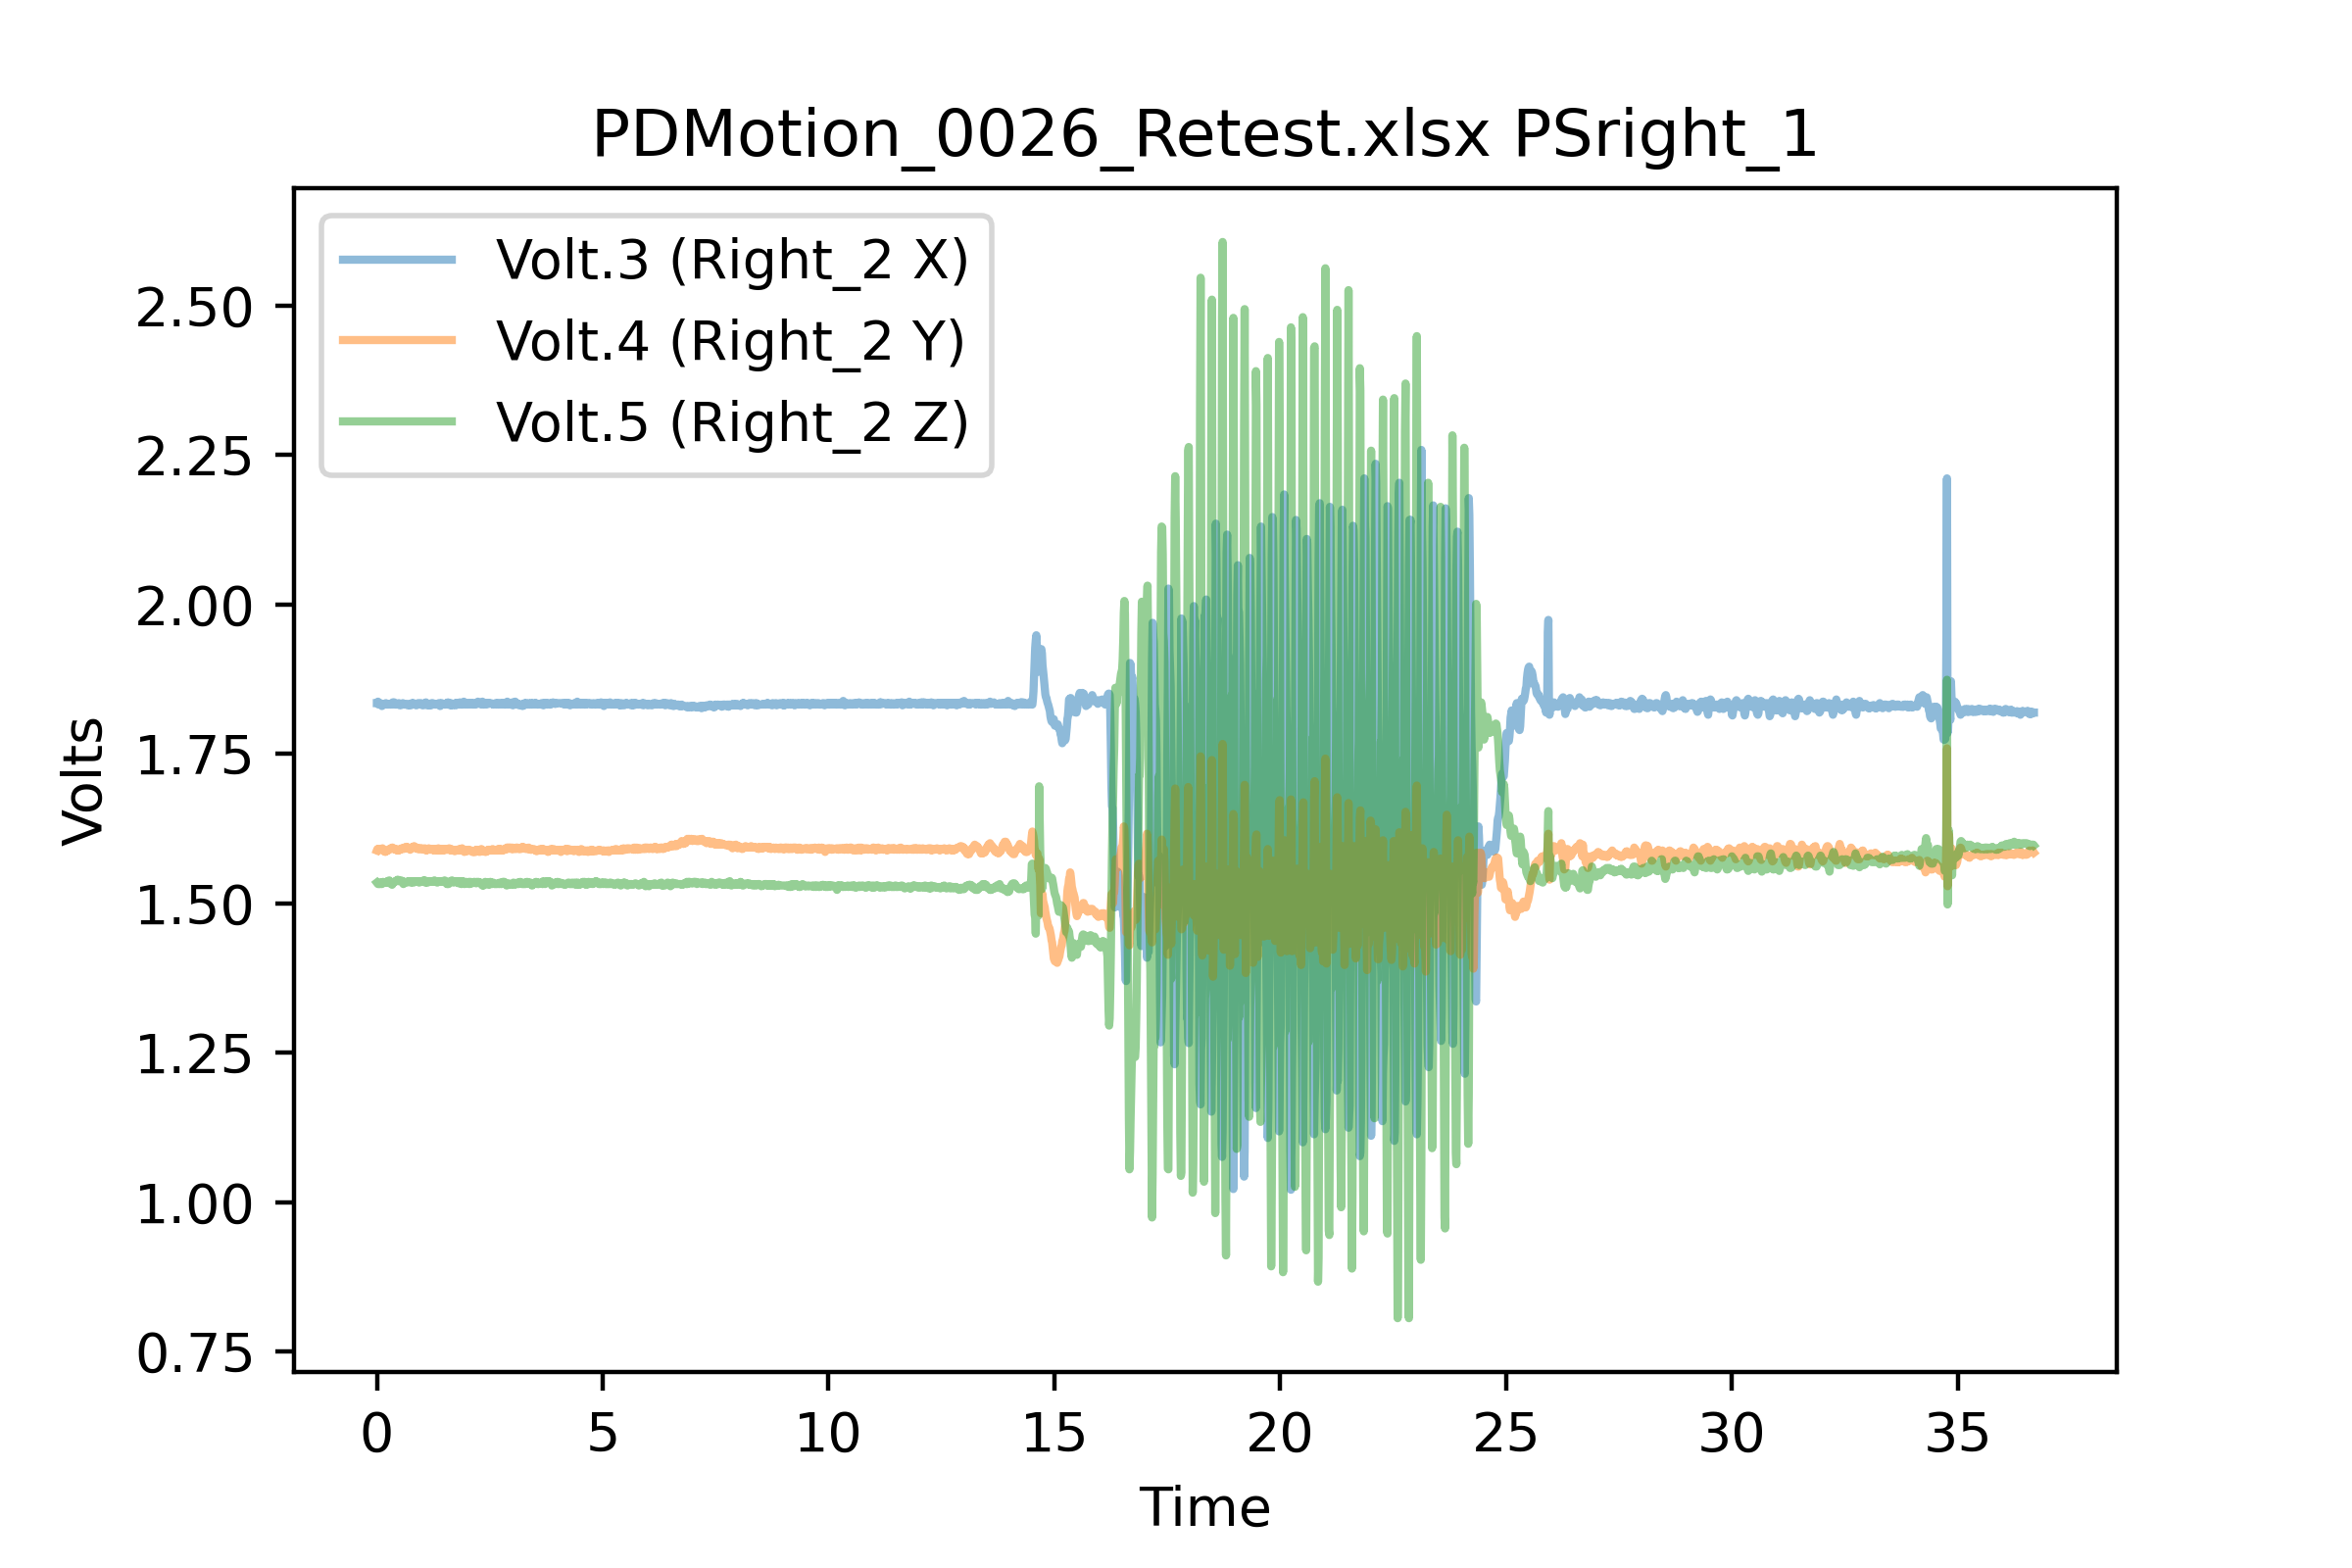 PDMotion_0026_Retest.xlsx PSright_1
Volt.3 (Right_2 X)
Volt.4 (Right_2 Y)
Volt.5 (Right_2 Z)
Volts
2.50
2.25
2.00
1.75
1.50
1.25
1.00
0.75
0 5 10 15 20 25 30 35
Time